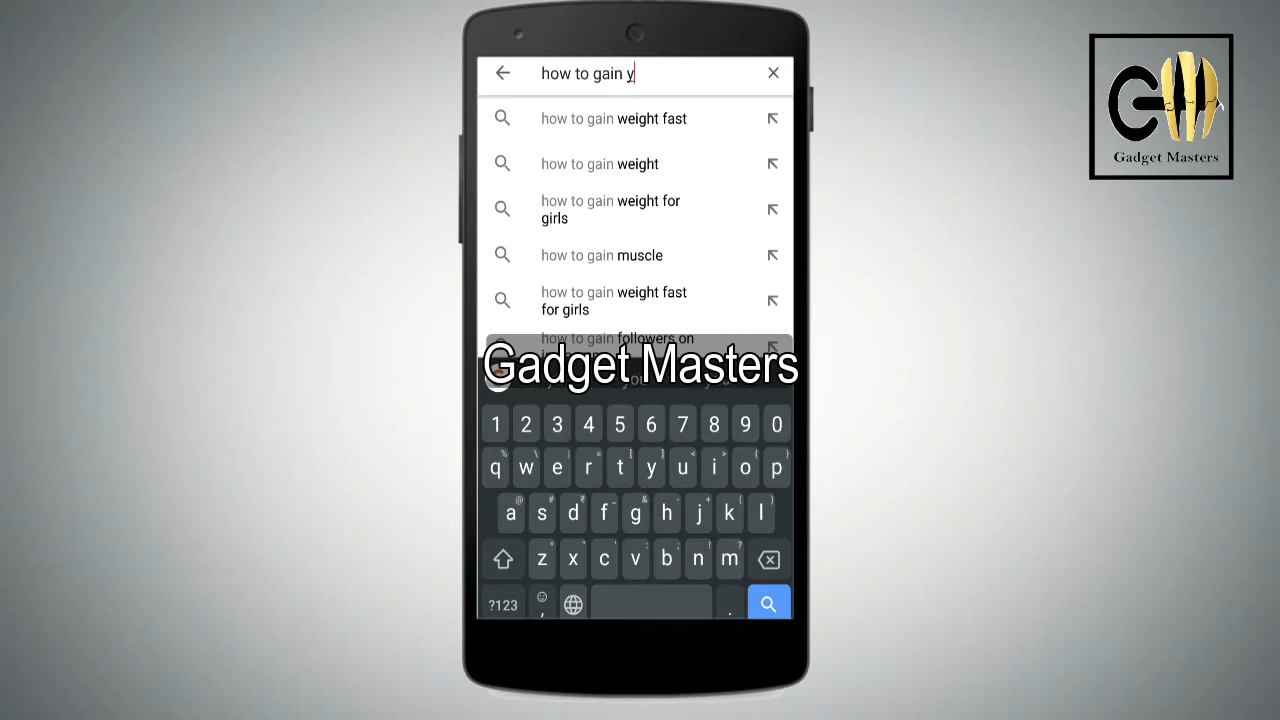 how to gain y
how to gain weight fast
how to gain weight
how to gain weight for
girls
how to gain muscle
how to gain weight fast
for girls
how to gain followers on
Gadget Masters
you
1 2 3 4 5 6 7 8 9 0
q w e r t y u i o p
a s d f g h j k l
z x c v b n m
?123 , .
GM
Gadget Masters